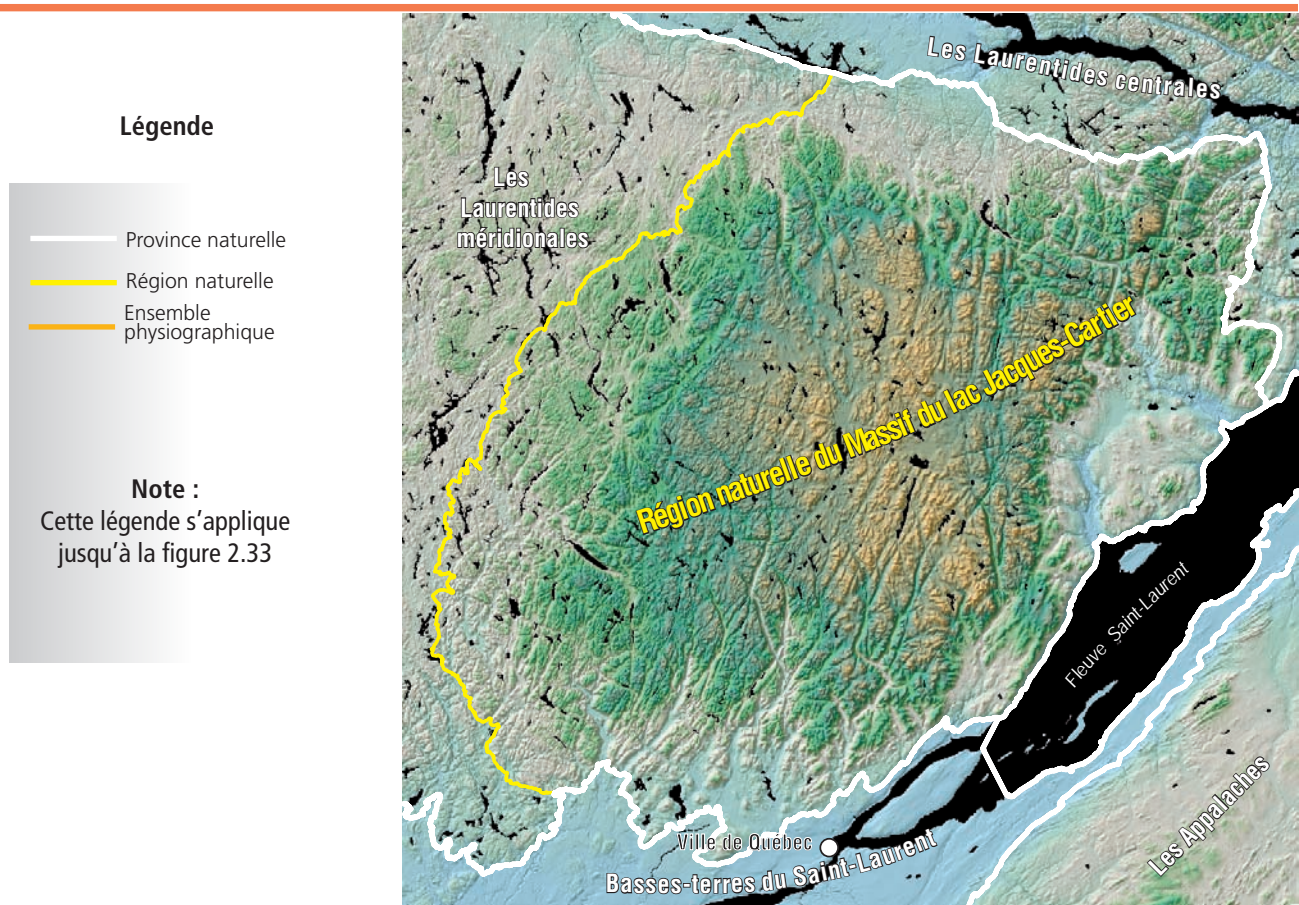 Légende
Province naturelle
Région naturelle
Ensemble
physiographique
Note :
Cette légende s'applique
jusqu'à la figure 2.33
Les Laurentides centrales
Les
Laurentides
méridionales
Région naturelle du Massif du lac Jacques-Cartier
Fleuve Saint-Laurent
Ville de Québec
Basses-terres du Saint-Laurent
Les Appalaches